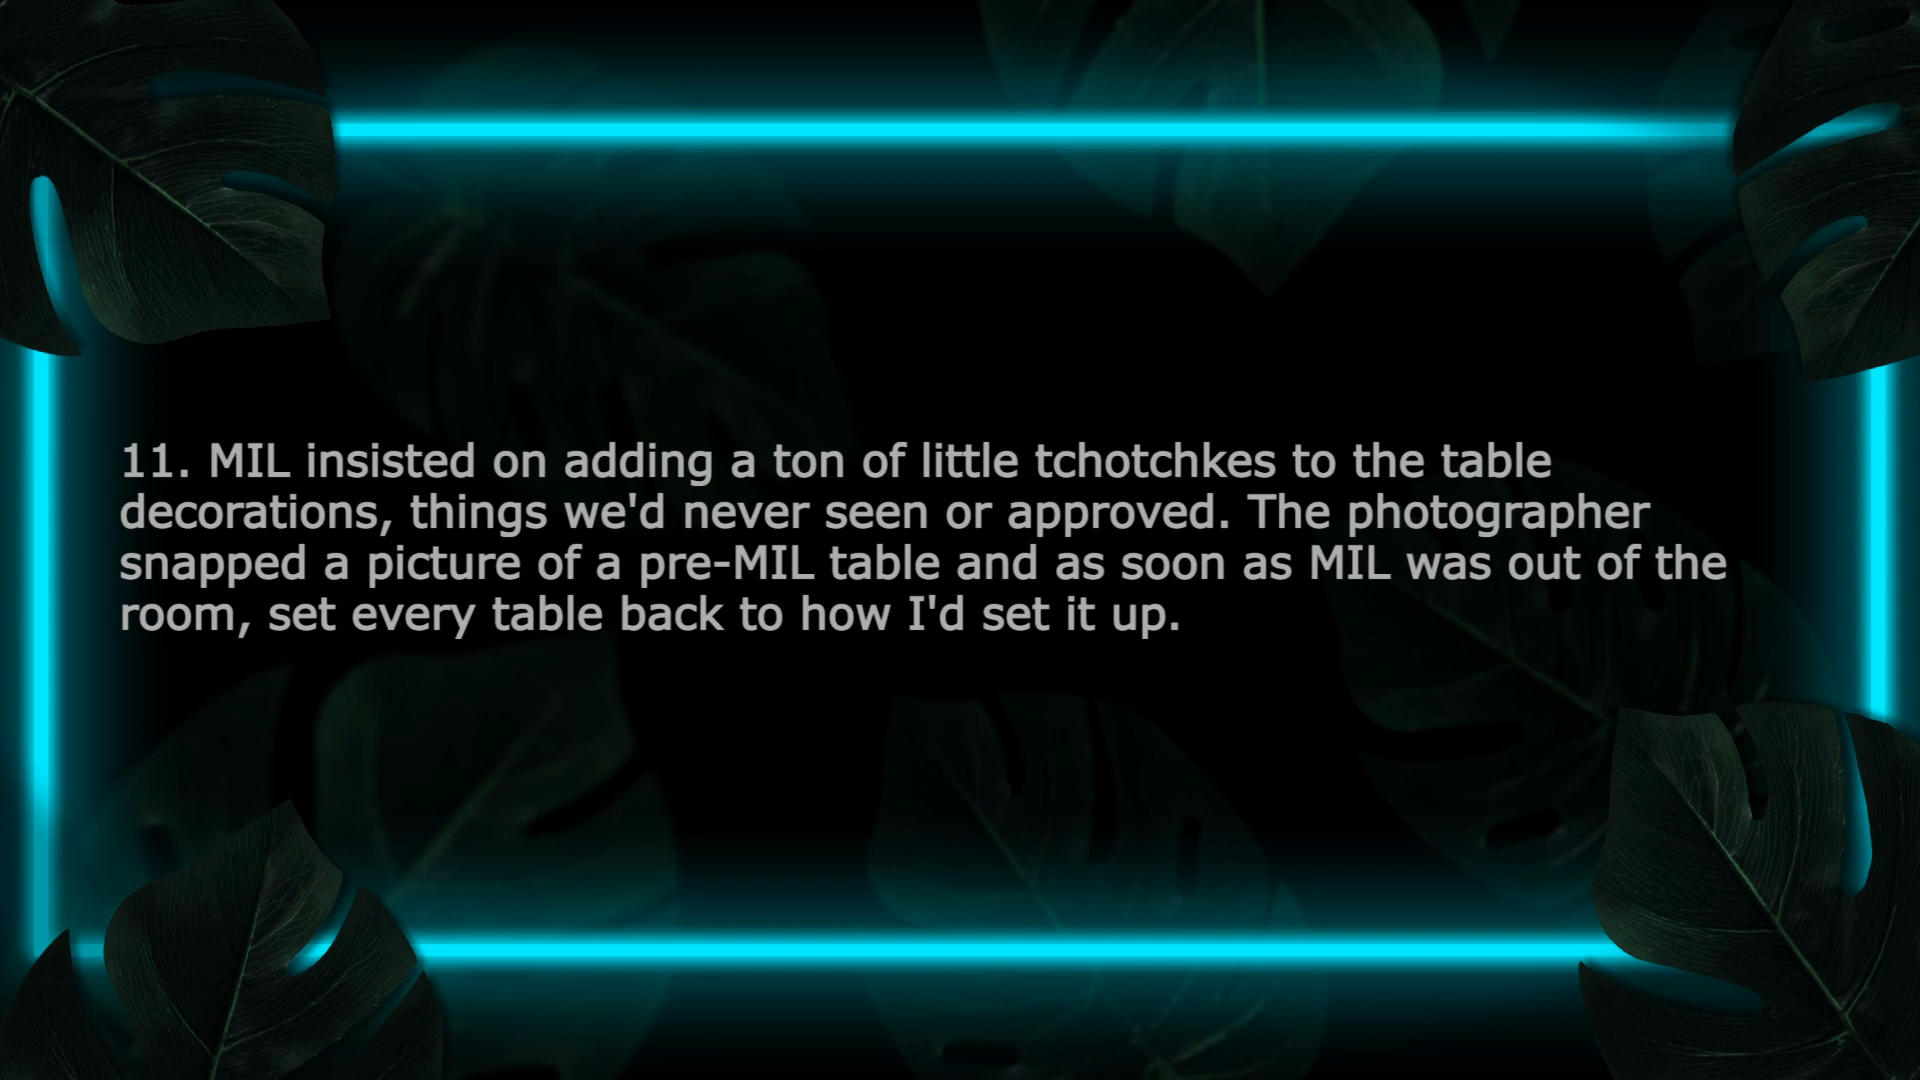 11. MIL insisted on adding a ton of little tchotchkes to the table
decorations, things we'd never seen or approved. The photographer
snapped a picture of a pre-MIL table and as soon as MIL was out of the
room, set every table back to how I'd set it up.